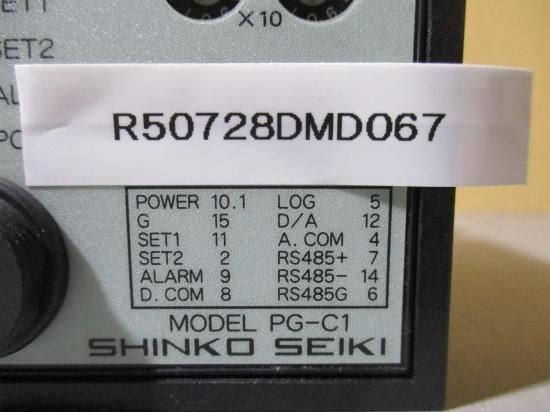 SET1
×10
SET2
R50728DMD067
POWER 10.1 LOG 5
G 15 D/A 12
SET1 11 A. COM 4
SET2 2 RS485+ 7
ALARM 9 RS485- 14
D. COM 8 RS485G 6
MODEL PG-C1
SHINKO SEIKI